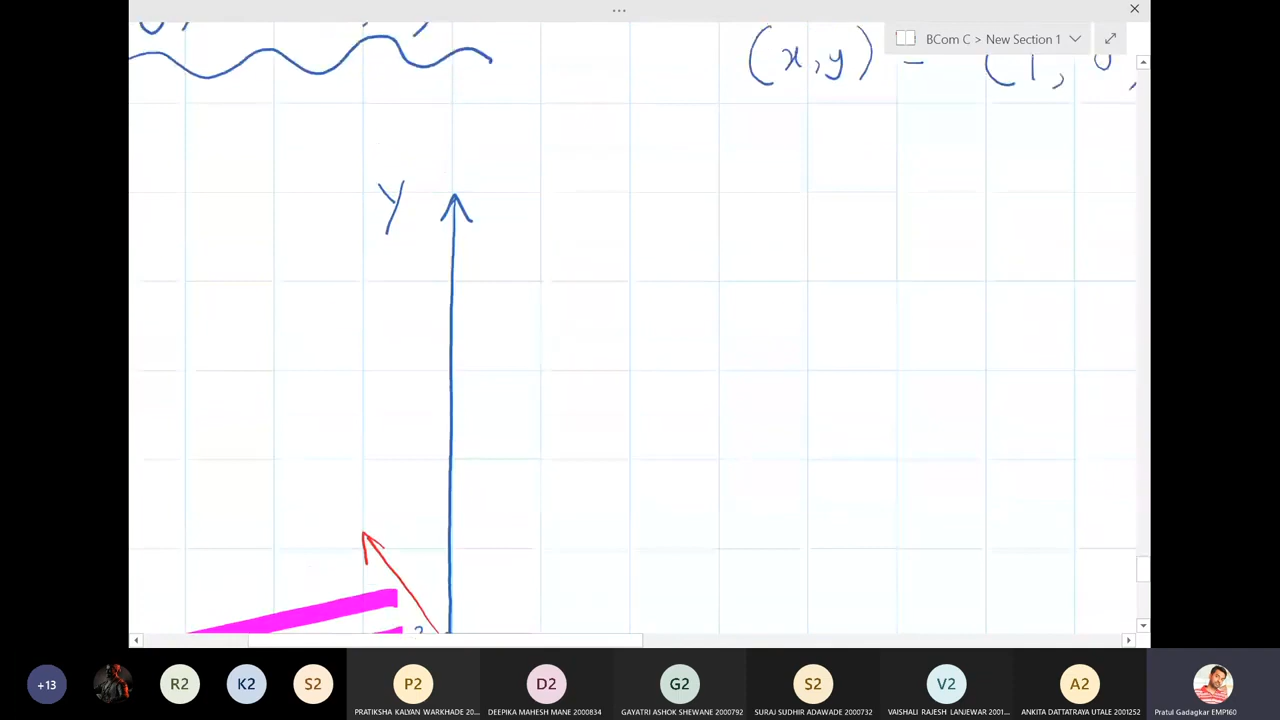 BCom C > New Section 1
(x,y) = (1, 0,
Y
+13
R2
K2
S2
P2
D2
G2
S2
V2
A2
PRATIKSHA KALYAN WARKHADE 20...
DEEPIKA MAHESH MANE 2000834
GAYATRI ASHOK SHEWANE 2000792
SURAJ SUDHIR ADAWADE 2000732
VAISHALI RAJESH LANJEWAR 2001...
ANKITA DATTATRAYA UTALE 2001252
Pratul Gadagkar EMP160